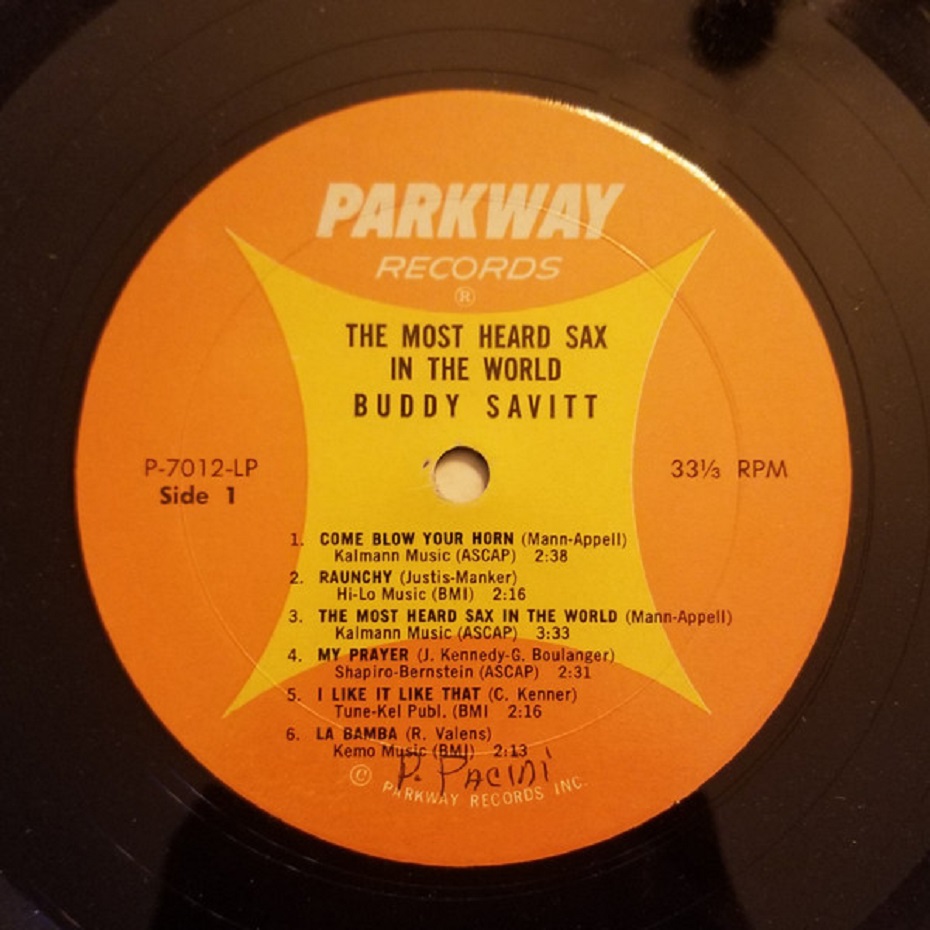 PARKWAY
RECORDS
®
THE MOST HEARD SAX
IN THE WORLD
BUDDY SAVITT
P-7012-LP
Side 1
33⅓ RPM
1. COME BLOW YOUR HORN (Mann-Appell)
Kalmann Music (ASCAP) 2:38
2. RAUNCHY (Justis-Manker)
Hi-Lo Music (BMI) 2:16
3. THE MOST HEARD SAX IN THE WORLD (Mann-Appell)
Kalmann Music (ASCAP) 3:33
4. MY PRAYER (J. Kennedy-G. Boulanger)
Shapiro-Bernstein (ASCAP) 2:31
5. I LIKE IT LIKE THAT (C. Kenner)
Tune-Kel Publ. (BMI 2:16
6. LA BAMBA (R. Valens)
Kemo Music (BMI) 2:13
P. PACINI
© PARKWAY RECORDS INC.